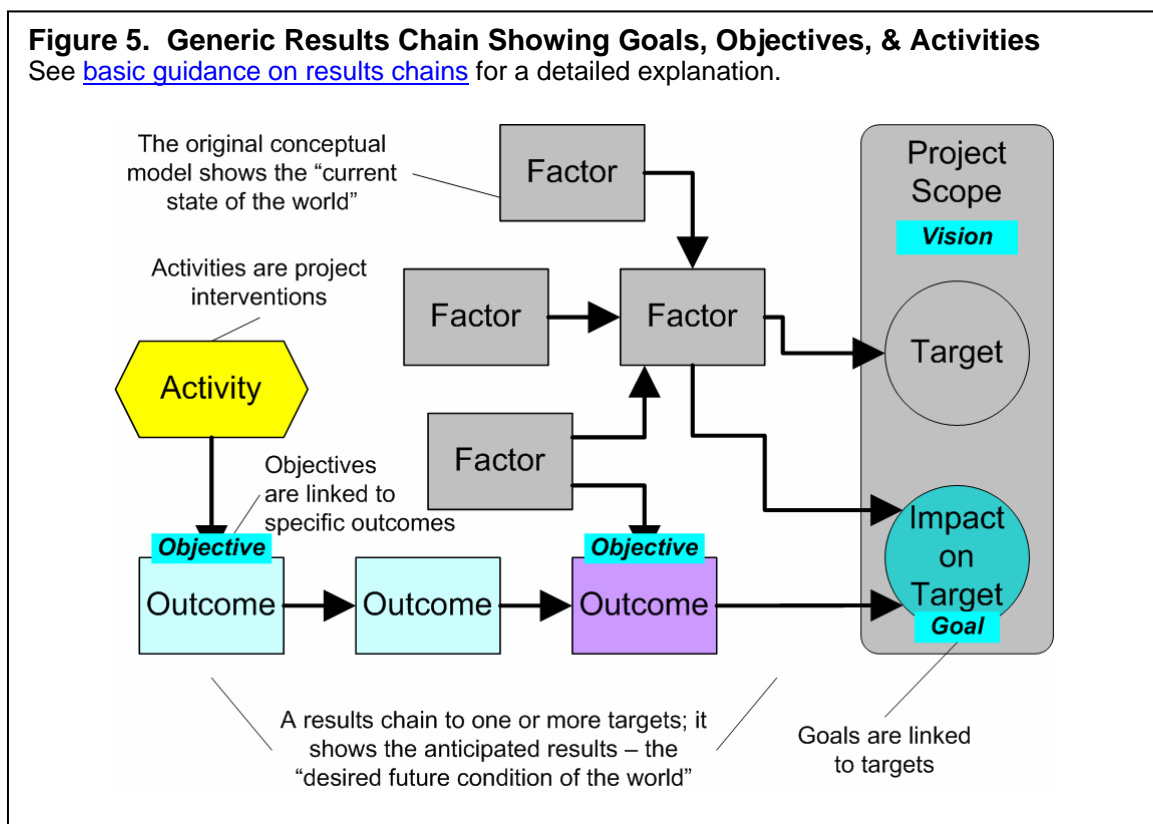 Figure 5. Generic Results Chain Showing Goals, Objectives, & Activities
See basic guidance on results chains for a detailed explanation.
The original conceptual
model shows the “current
state of the world”
Factor
Project
Scope
Vision
Activities are project
interventions
Factor
Factor
Target
Activity
Factor
Objectives
are linked to
specific outcomes
Objective
Outcome
Outcome
Objective
Outcome
Impact
on
Target
Goal
A results chain to one or more targets; it
shows the anticipated results – the
“desired future condition of the world”
Goals are linked
to targets